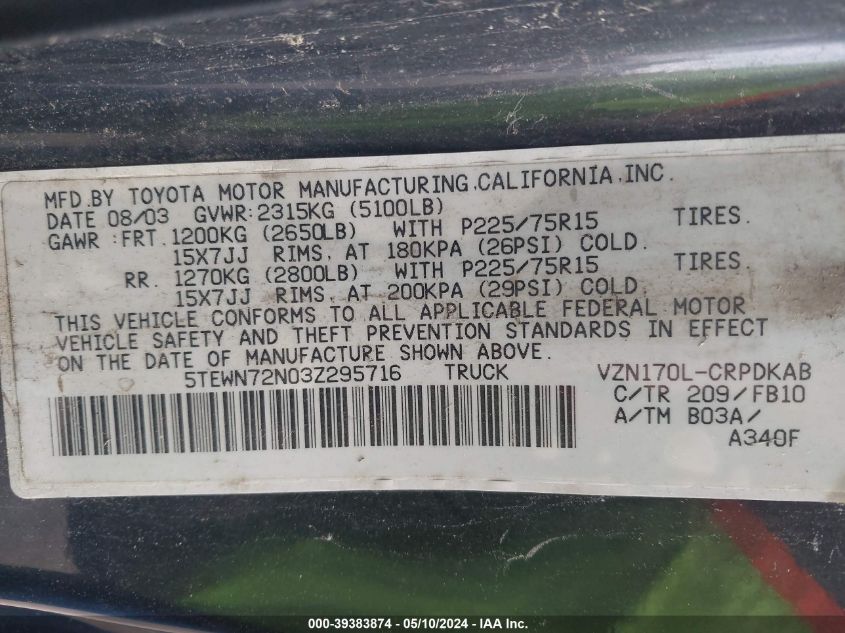 MFD.BY TOYOTA MOTOR MANUFACTURING,CALIFORNIA,INC.
DATE 08/03 GVWR:2315KG (5100LB)
GAWR :FRT. 1200KG (2650LB) WITH P225/75R15 TIRES.
15X7JJ RIMS, AT 180KPA (26PSI) COLD.
RR. 1270KG (2800LB) WITH P225/75R15 TIRES.
15X7JJ RIMS, AT 200KPA (29PSI) COLD.
THIS VEHICLE CONFORMS TO ALL APPLICABLE FEDERAL MOTOR
VEHICLE SAFETY AND THEFT PREVENTION STANDARDS IN EFFECT
ON THE DATE OF MANUFACTURE SHOWN ABOVE.
5TEWN72N03Z295716 TRUCK VZN170L-CRPDKAB
C/TR 209/FB10
A/TM B03A/
A340F
000-39383874 - 05/10/2024 - IAA Inc.